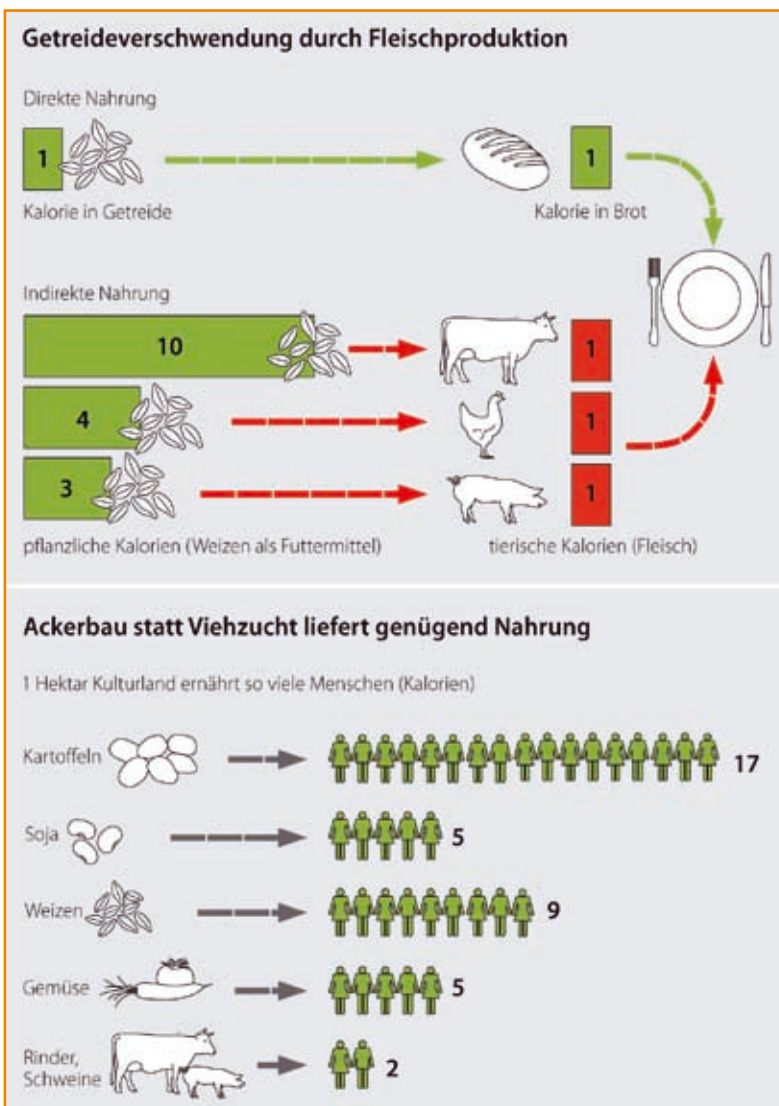 Getreideverschwendung durch Fleischproduktion
Direkte Nahrung
1
1
Kalorie in Getreide
Kalorie in Brot
Indirekte Nahrung
10
1
4
1
3
1
pflanzliche Kalorien (Weizen als Futtermittel)
tierische Kalorien (Fleisch)
Ackerbau statt Viehzucht liefert genügend Nahrung
1 Hektar Kulturland ernährt so viele Menschen (Kalorien)
Kartoffeln
17
Soja
5
Weizen
9
Gemüse
5
Rinder,
Schweine
2